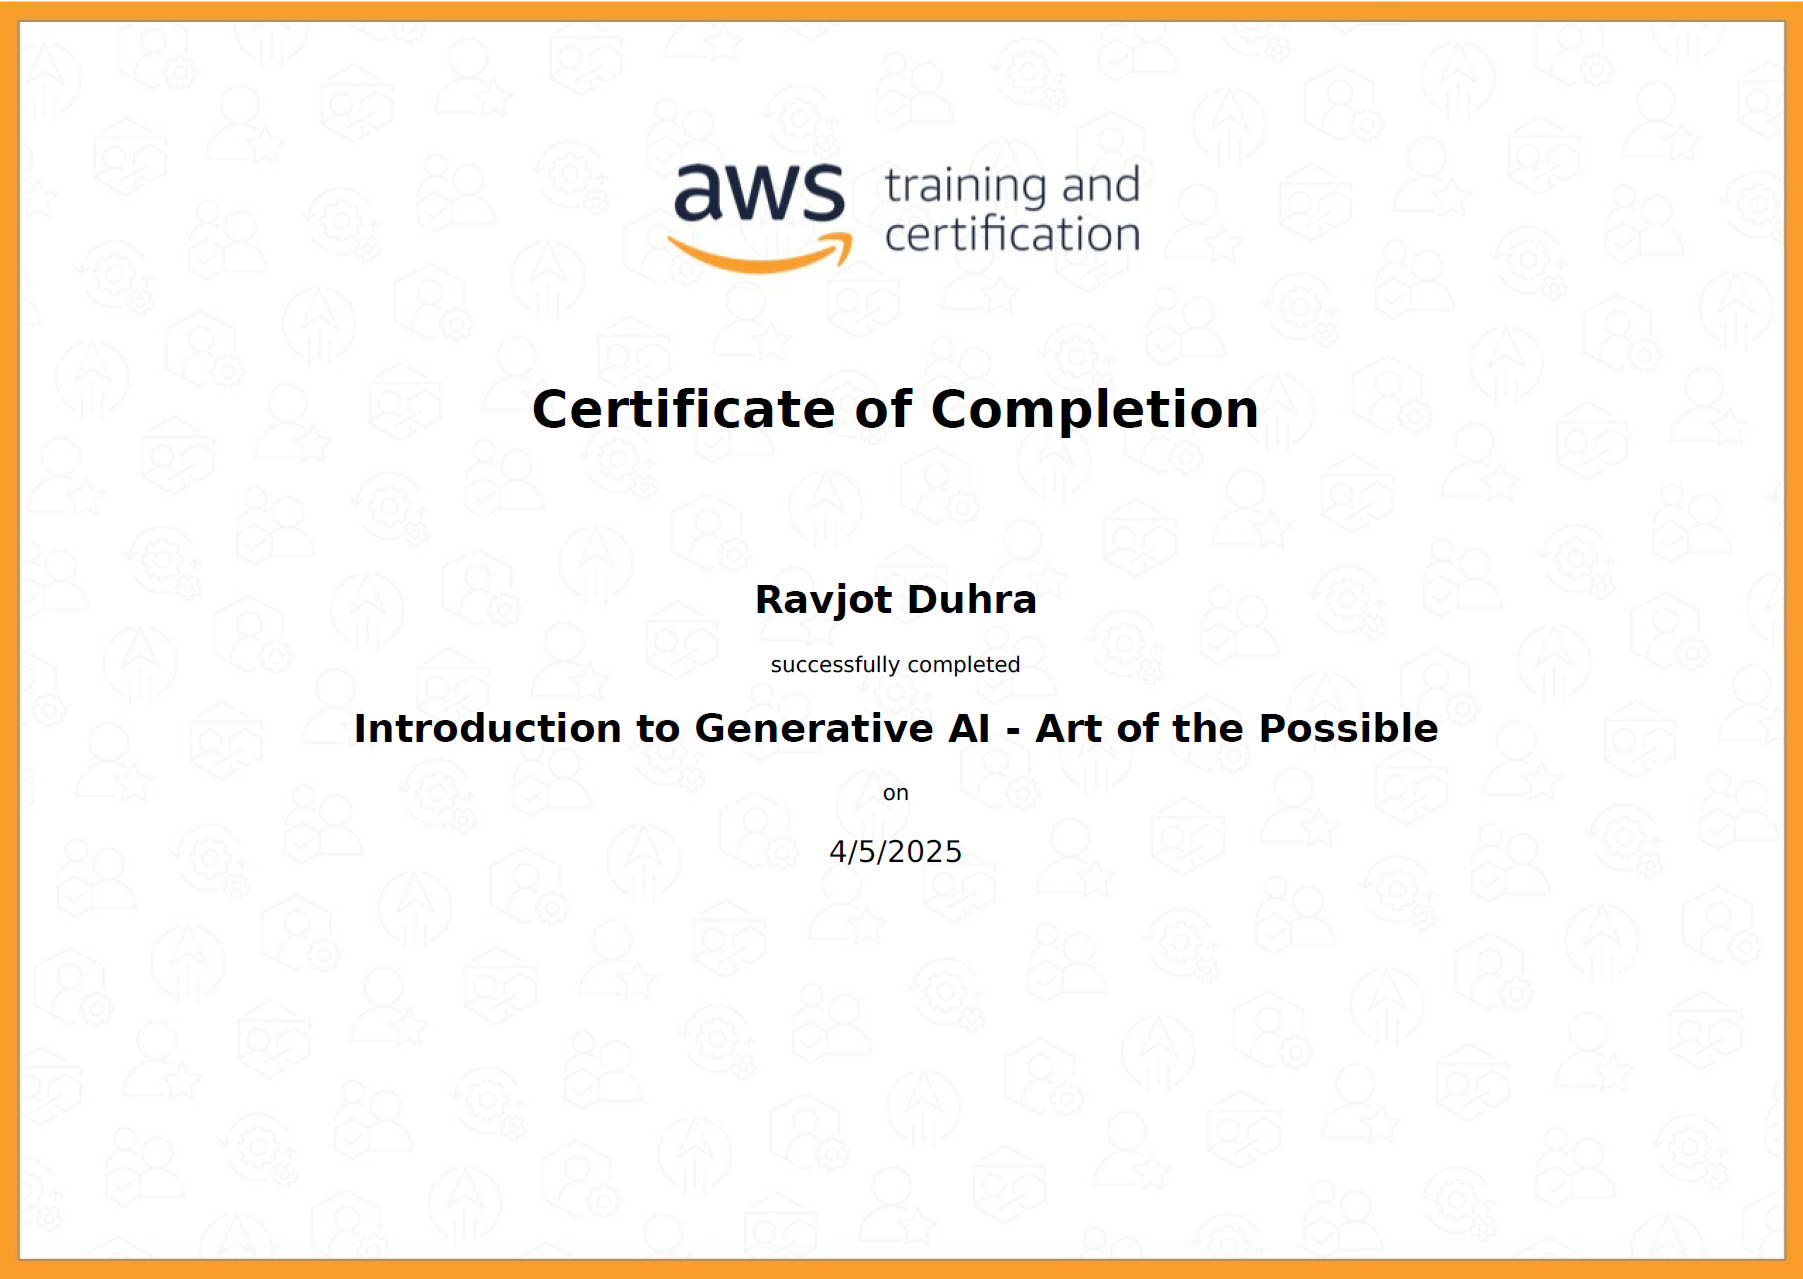 aws training and
certification
Certificate of Completion
Ravjot Duhra
successfully completed
Introduction to Generative AI - Art of the Possible
on
4/5/2025